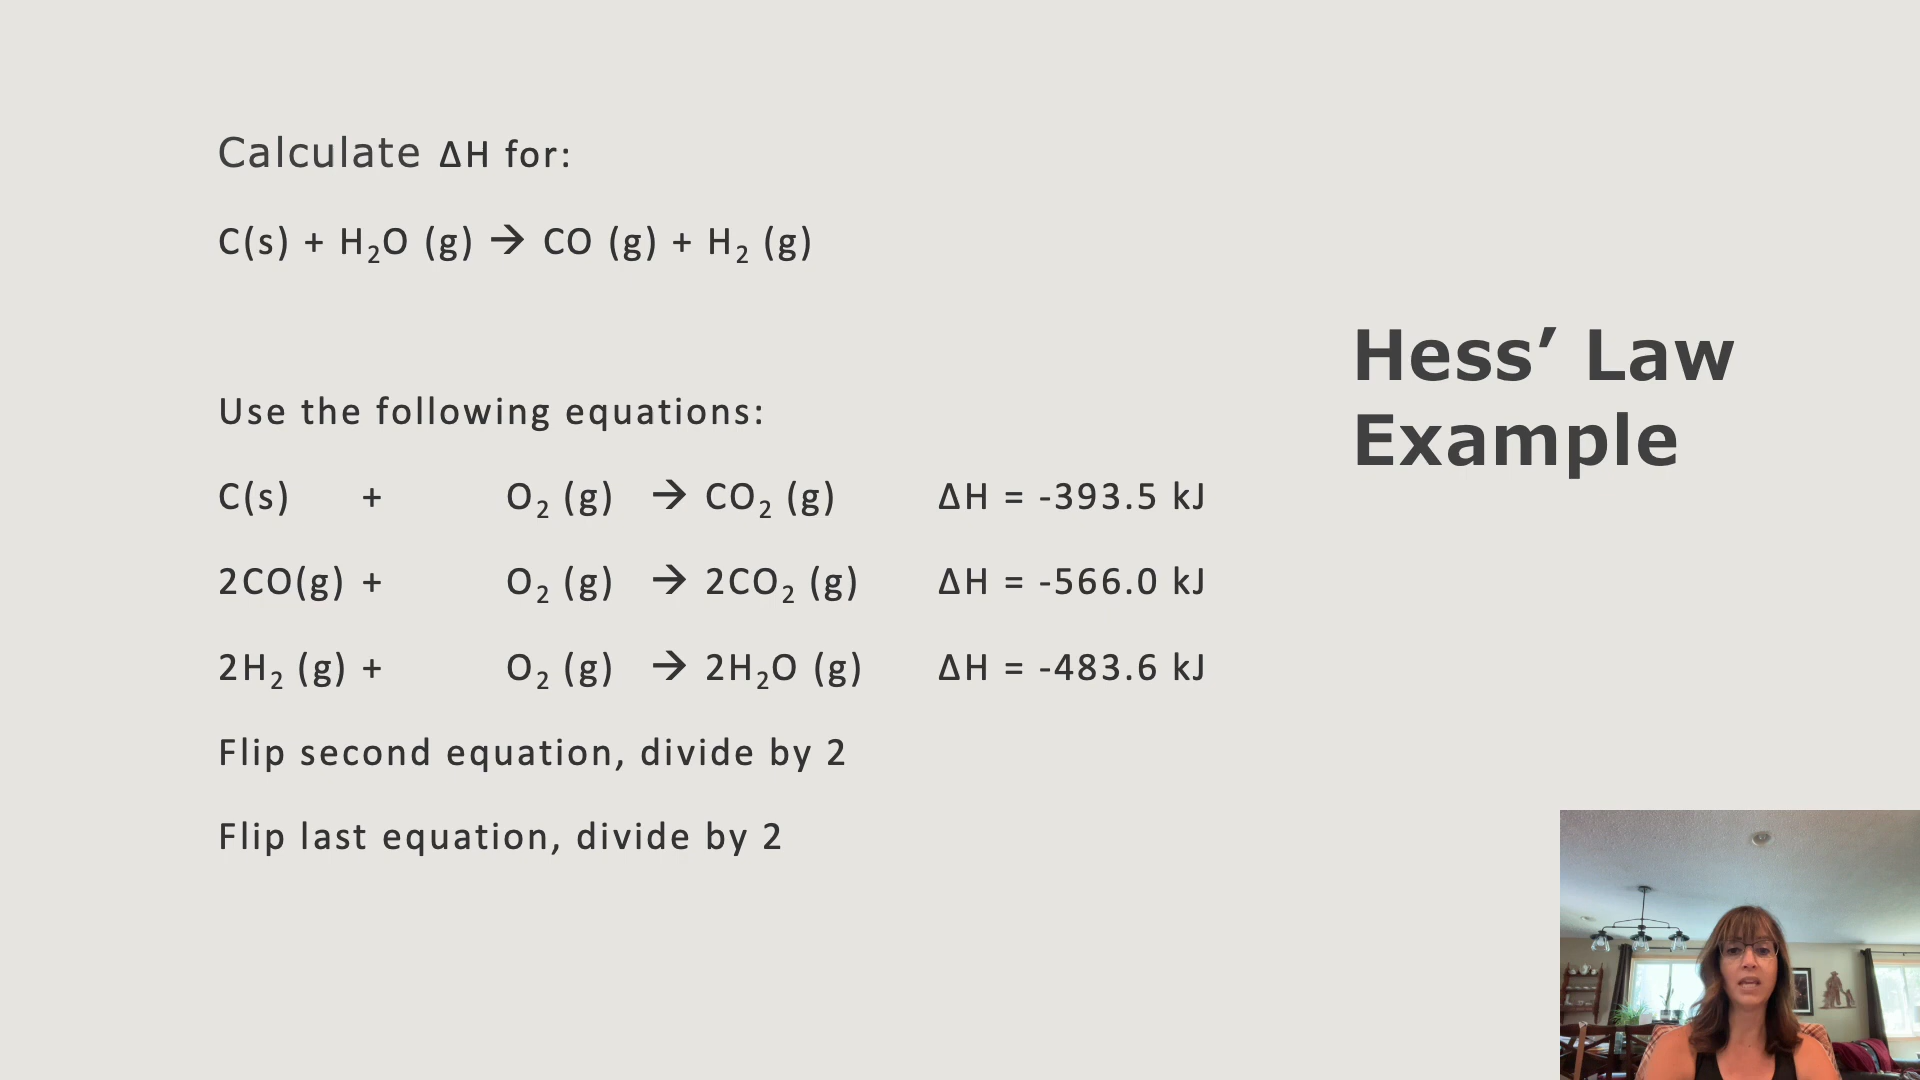 Calculate ΔH for:
C(s) + H₂O (g) → CO (g) + H₂ (g)
Use the following equations:
C(s) + O₂ (g) → CO₂ (g) ΔH = -393.5 kJ
2CO(g) + O₂ (g) → 2CO₂ (g) ΔH = -566.0 kJ
2H₂ (g) + O₂ (g) → 2H₂O (g) ΔH = -483.6 kJ
Flip second equation, divide by 2
Flip last equation, divide by 2
Hess’ Law
Example